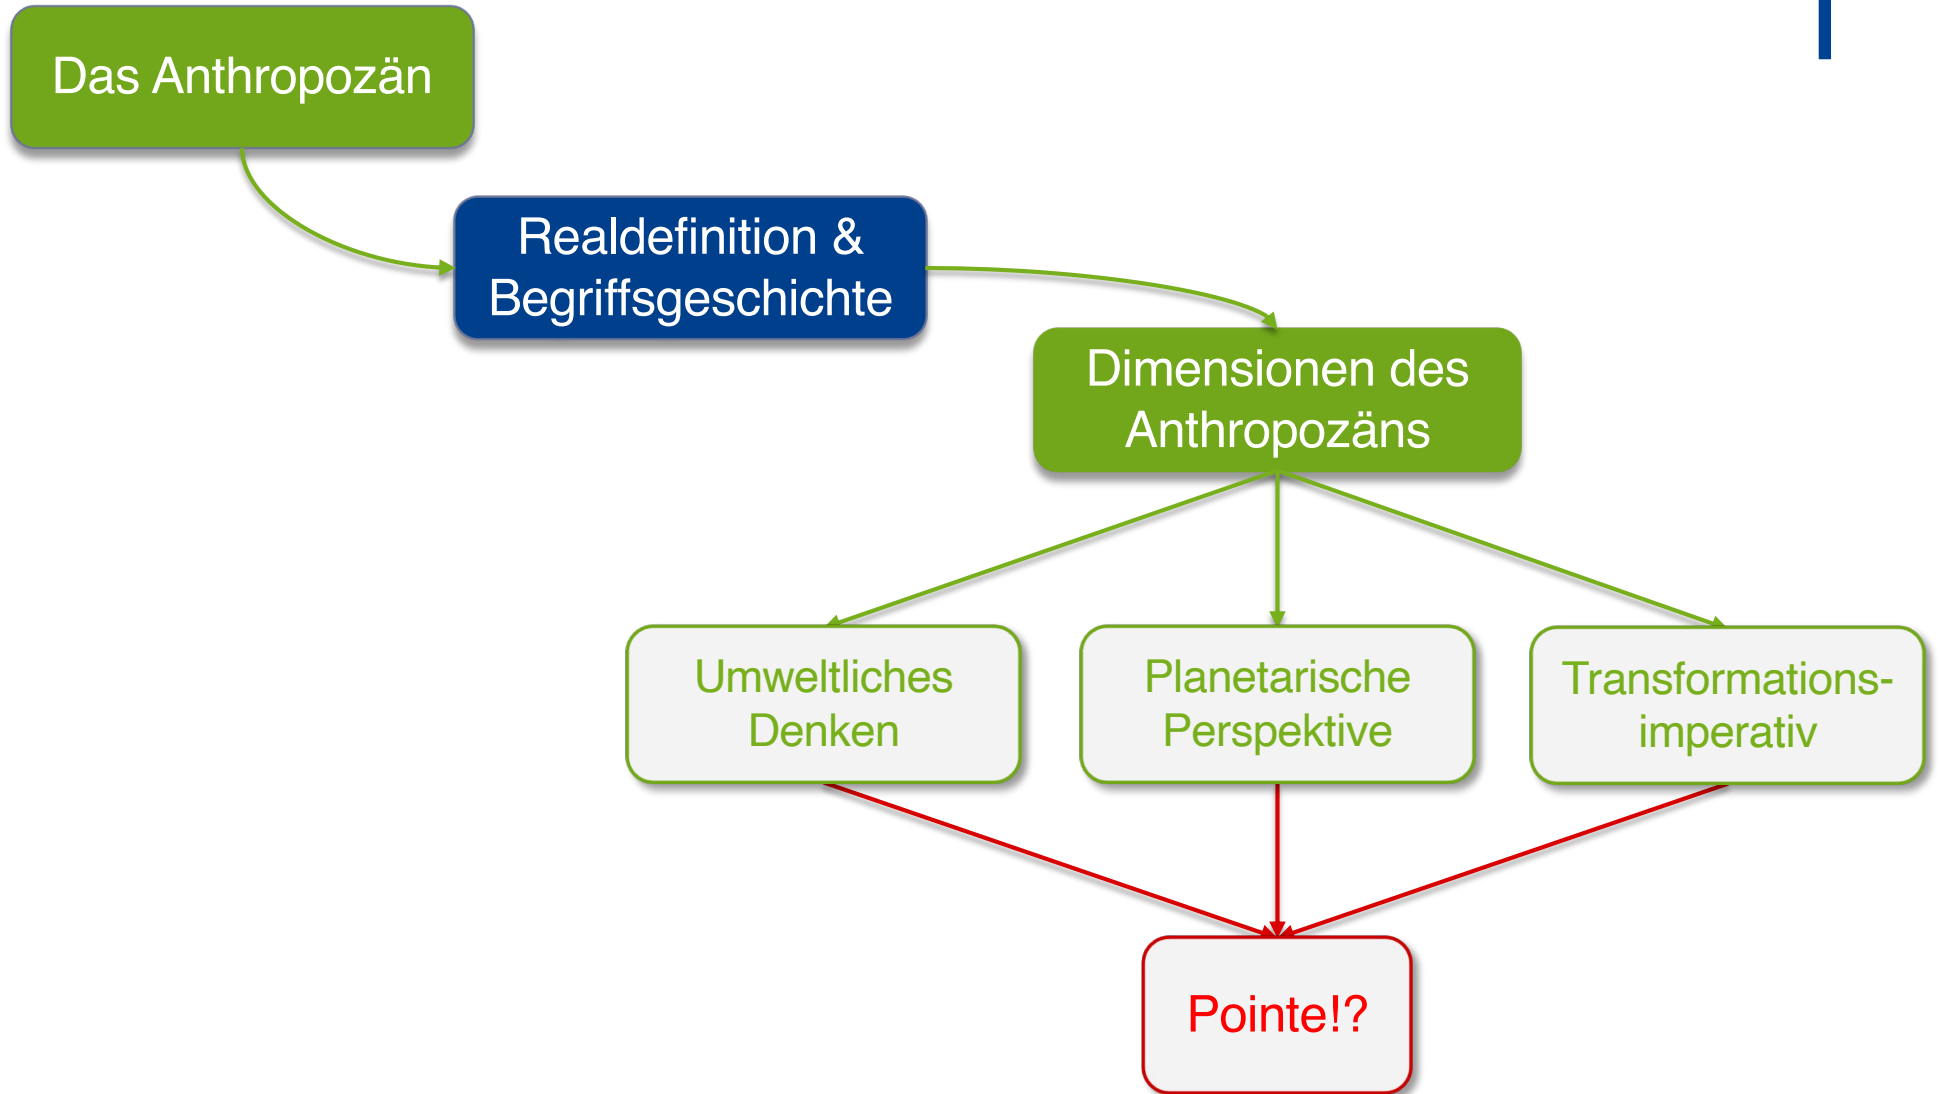 Das Anthropozän
Realdefinition &
Begriffsgeschichte
Dimensionen des
Anthropozäns
Umweltliches
Denken
Planetarische
Perspektive
Transformations-
imperativ
Pointe!?